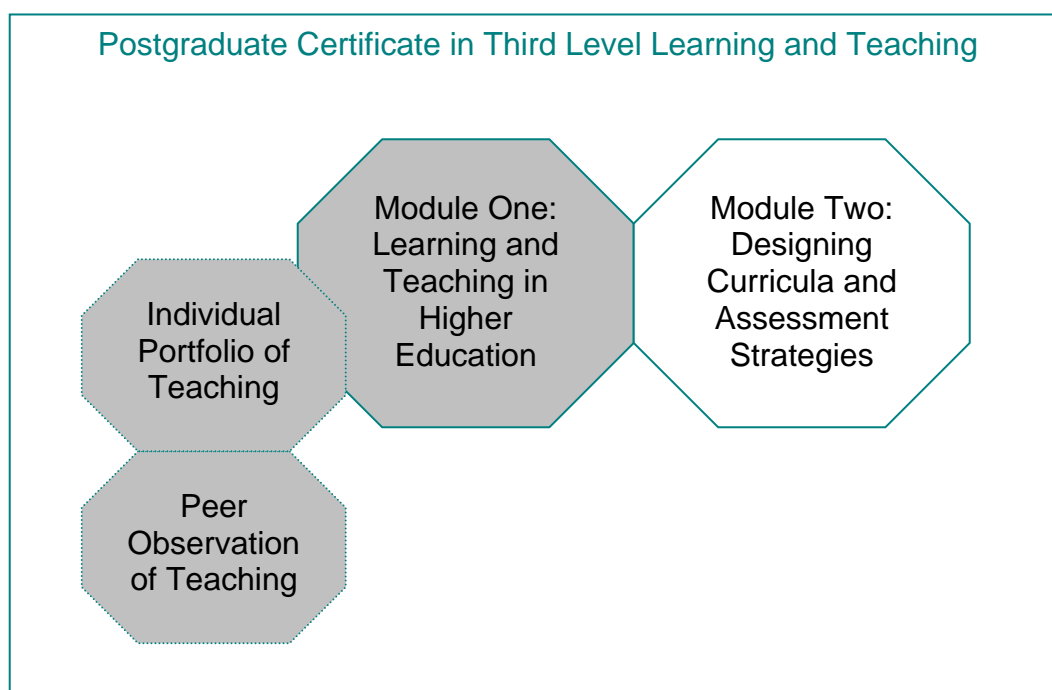 Postgraduate Certificate in Third Level Learning and Teaching
Module One:
Learning and
Teaching in
Higher
Education
Module Two:
Designing
Curricula and
Assessment
Strategies
Individual
Portfolio of
Teaching
Peer
Observation
of Teaching